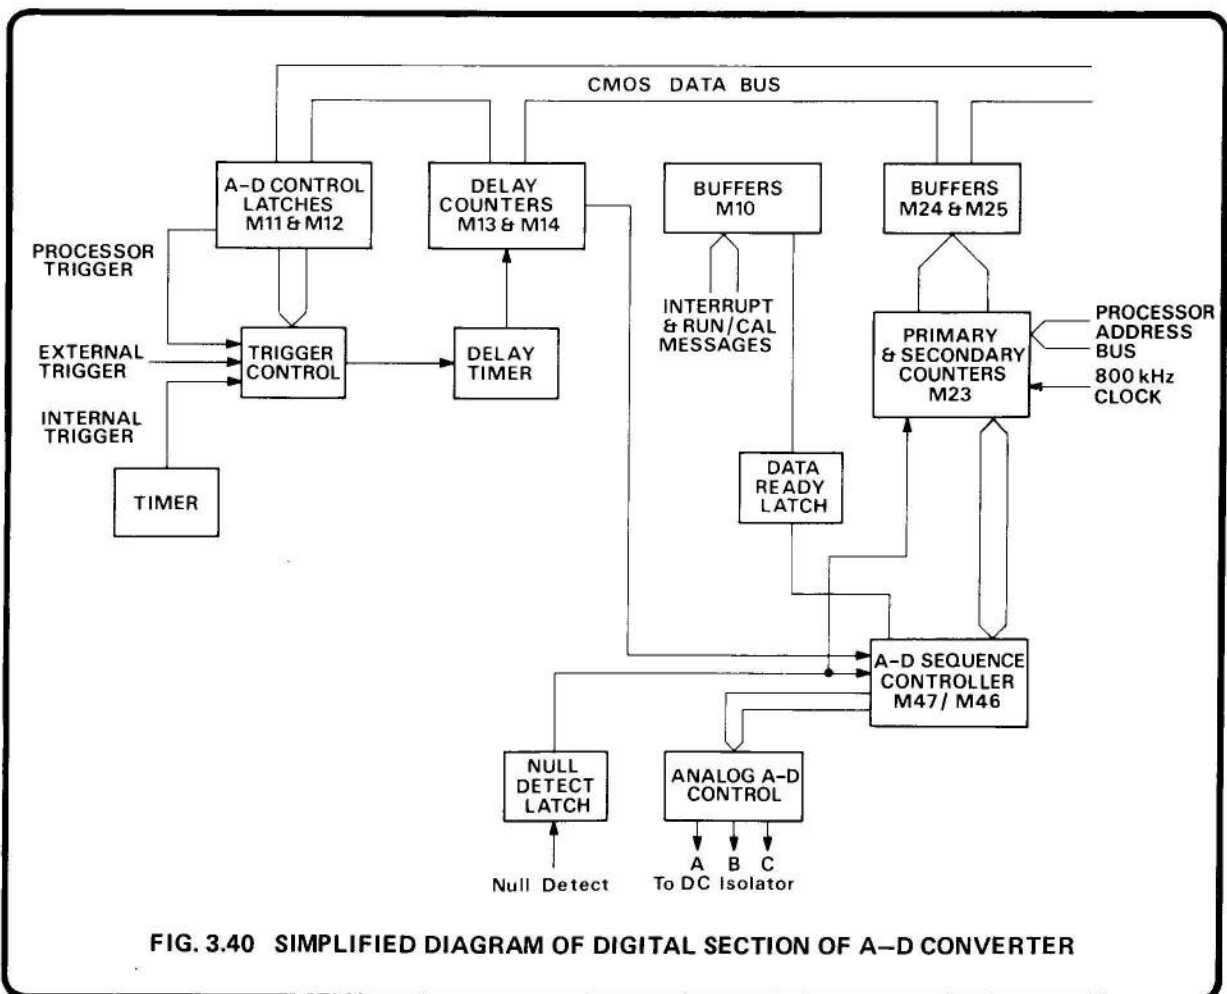 CMOS DATA BUS
A-D CONTROL
LATCHES
M11 & M12
DELAY
COUNTERS
M13 & M14
BUFFERS
M10
BUFFERS
M24 & M25
PROCESSOR
TRIGGER
EXTERNAL
TRIGGER
INTERNAL
TRIGGER
TRIGGER
CONTROL
DELAY
TIMER
INTERRUPT
& RUN/CAL
MESSAGES
PRIMARY
& SECONDARY
COUNTERS
M23
PROCESSOR
ADDRESS
BUS
800 kHz
CLOCK
TIMER
DATA
READY
LATCH
A-D SEQUENCE
CONTROLLER
M47/ M46
NULL
DETECT
LATCH
ANALOG A-D
CONTROL
A B C
Null Detect
To DC Isolator
FIG. 3.40 SIMPLIFIED DIAGRAM OF DIGITAL SECTION OF A–D CONVERTER